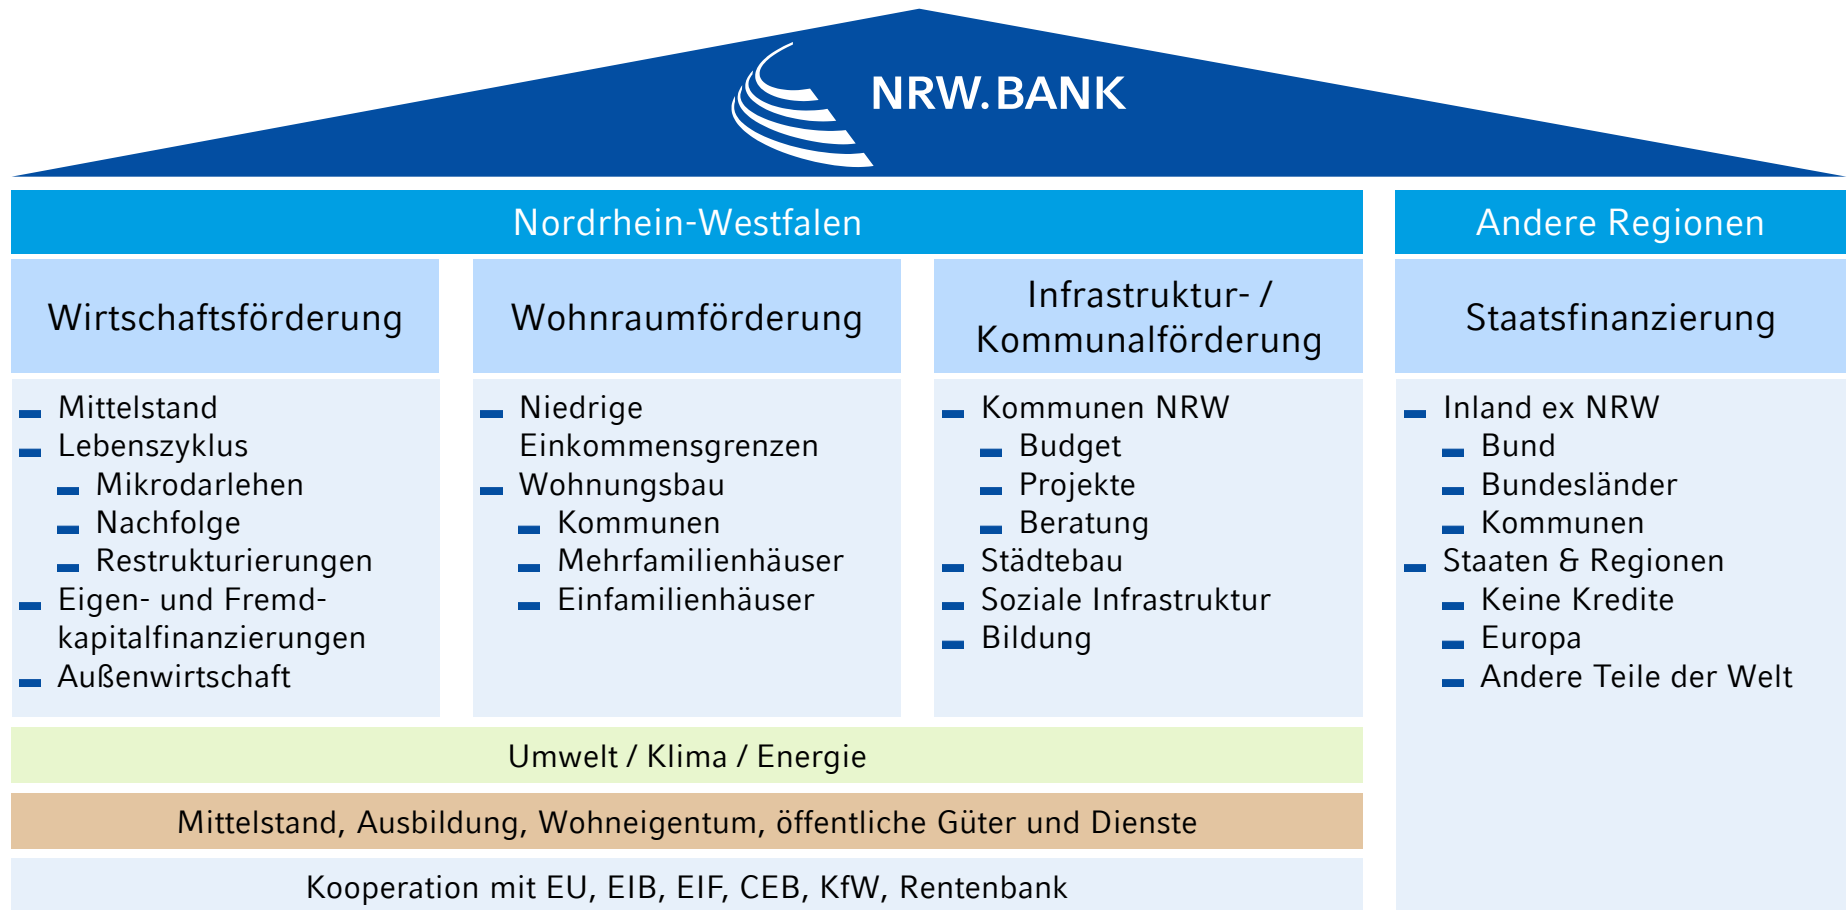 NRW.BANK
Nordrhein-Westfalen
Andere Regionen
Wirtschaftsförderung
Wohnraumförderung
Infrastruktur- /
Kommunalförderung
Staatsfinanzierung
Mittelstand
Lebenszyklus
Mikrodarlehen
Nachfolge
Restrukturierungen
Eigen- und Fremd-
kapitalfinanzierungen
Außenwirtschaft
Niedrige
Einkommensgrenzen
Wohnungsbau
Kommunen
Mehrfamilienhäuser
Einfamilienhäuser
Kommunen NRW
Budget
Projekte
Beratung
Städtebau
Soziale Infrastruktur
Bildung
Inland ex NRW
Bund
Bundesländer
Kommunen
Staaten & Regionen
Keine Kredite
Europa
Andere Teile der Welt
Umwelt / Klima / Energie
Mittelstand, Ausbildung, Wohneigentum, öffentliche Güter und Dienste
Kooperation mit EU, EIB, EIF, CEB, KfW, Rentenbank